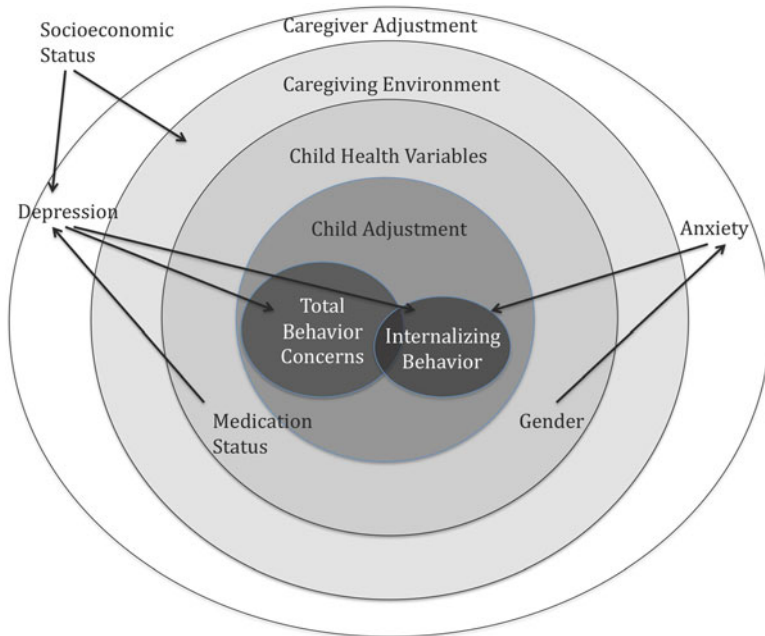 Caregiver Adjustment
Socioeconomic
Status
Caregiving Environment
Child Health Variables
Depression
Child Adjustment
Anxiety
Total
Behavior
Concerns
Internalizing
Behavior
Medication
Status
Gender